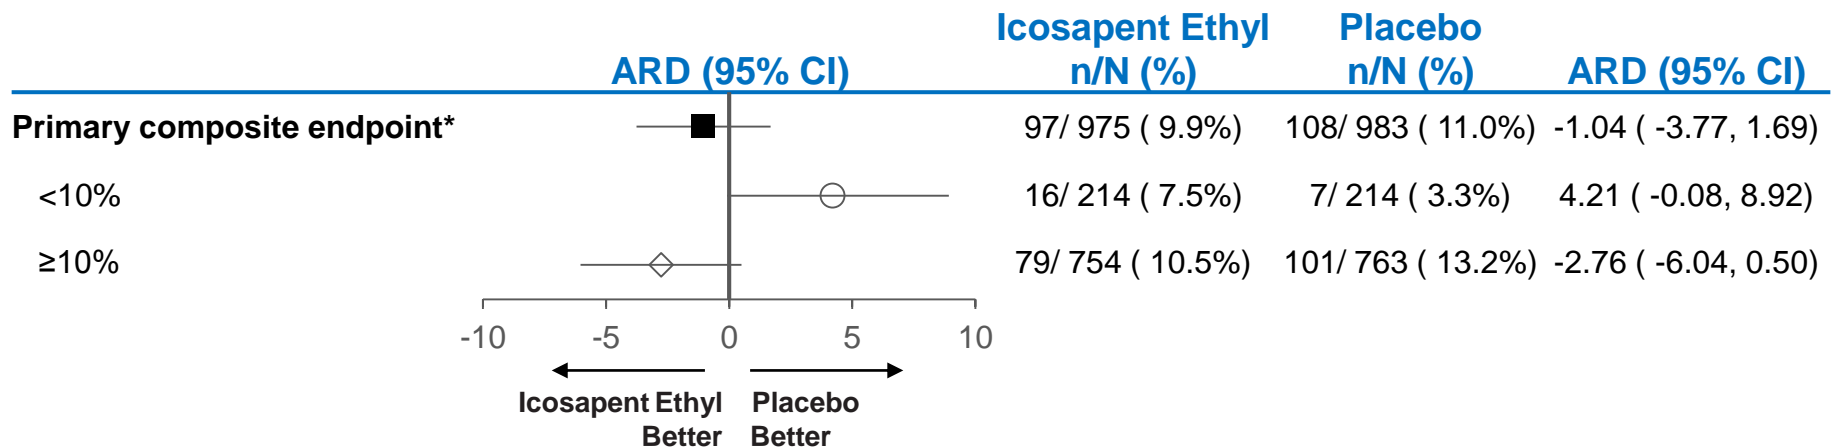 Icosapent Ethyl Placebo
ARD (95% CI) n/N (%) n/N (%) ARD (95% CI)
Primary composite endpoint* 97/ 975 ( 9.9%) 108/ 983 ( 11.0%) -1.04 ( -3.77, 1.69)
<10% 16/ 214 ( 7.5%) 7/ 214 ( 3.3%) 4.21 ( -0.08, 8.92)
≥10% 79/ 754 ( 10.5%) 101/ 763 ( 13.2%) -2.76 ( -6.04, 0.50)
-10 -5 0 5 10
Icosapent Ethyl Placebo
Better Better